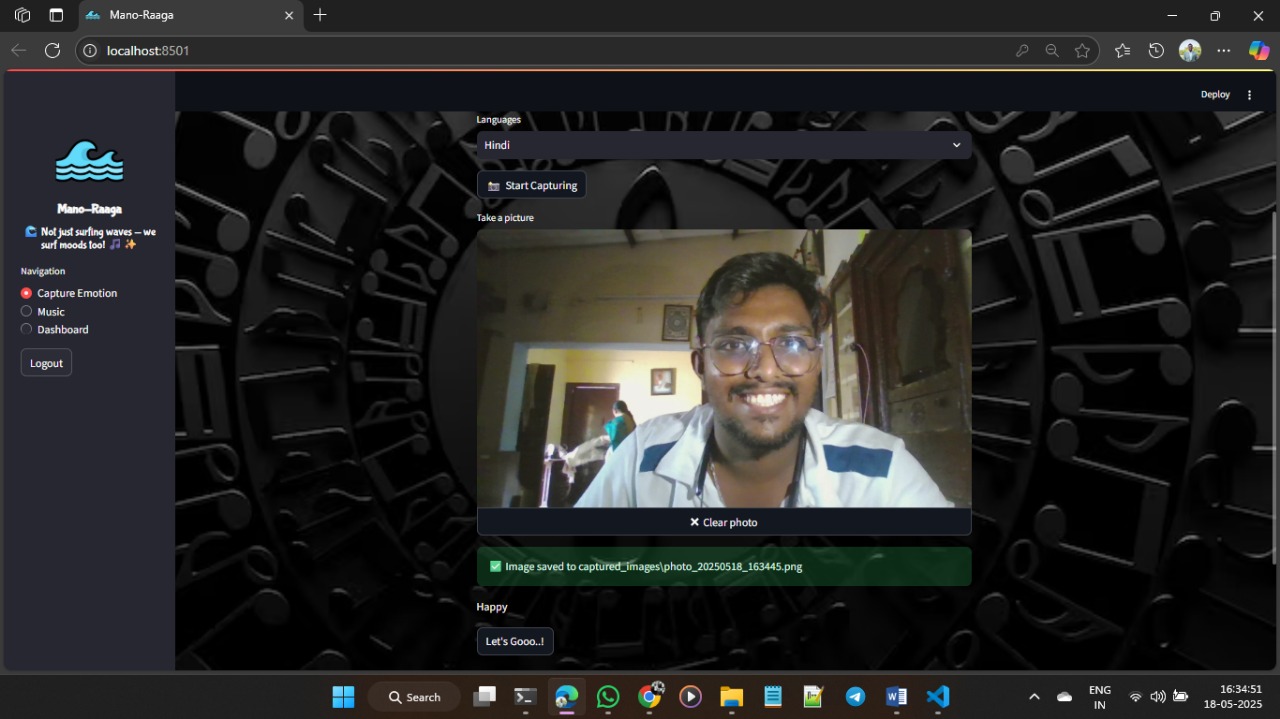 Mano-Raaga
localhost:8501
Deploy
Mano-Raaga
🌊 Not just surfing waves — we
surf moods too! 🎵 ✨
Navigation
Capture Emotion
Music
Dashboard
Logout
Languages
Hindi
📷 Start Capturing
Take a picture
✖ Clear photo
✅ Image saved to captured_images\photo_20250518_163445.png
Happy
Let's Gooo..!
Search
ENG
IN
16:34:51
18-05-2025